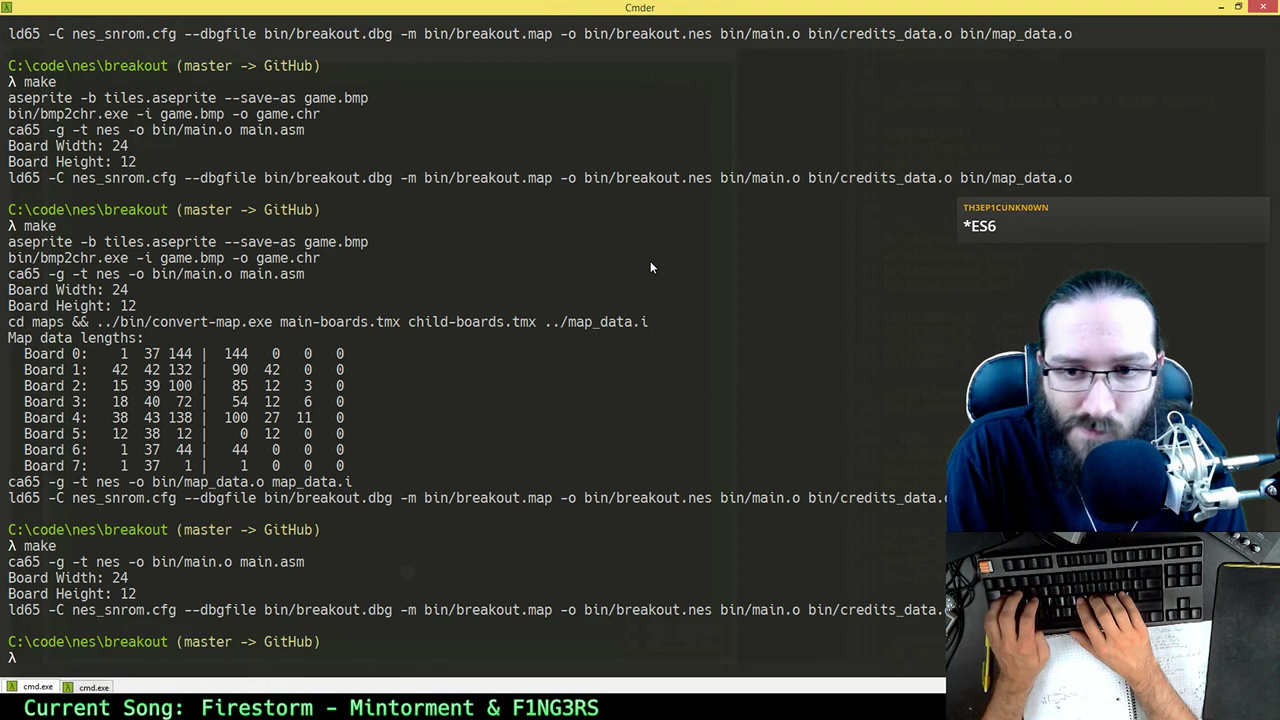 Cmder
ld65 -C nes_snrom.cfg --dbgfile bin/breakout.dbg -m bin/breakout.map -o bin/breakout.nes bin/main.o bin/credits_data.o bin/map_data.o
C:\code\nes\breakout (master -> GitHub)
λ make
aseprite -b tiles.aseprite --save-as game.bmp
bin/bmp2chr.exe -i game.bmp -o game.chr
ca65 -g -t nes -o bin/main.o main.asm
Board Width: 24
Board Height: 12
ld65 -C nes_snrom.cfg --dbgfile bin/breakout.dbg -m bin/breakout.map -o bin/breakout.nes bin/main.o bin/credits_data.o bin/map_data.o
C:\code\nes\breakout (master -> GitHub)
λ make
aseprite -b tiles.aseprite --save-as game.bmp
bin/bmp2chr.exe -i game.bmp -o game.chr
ca65 -g -t nes -o bin/main.o main.asm
Board Width: 24
Board Height: 12
cd maps && ../bin/convert-map.exe main-boards.tmx child-boards.tmx ../map_data.i
Map data lengths:
Board 0: 1 37 144 | 144 0 0 0
Board 1: 42 42 132 | 90 42 0 0
Board 2: 15 39 100 | 85 12 3 0
Board 3: 18 40 72 | 54 12 6 0
Board 4: 38 43 138 | 100 27 11 0
Board 5: 12 38 12 | 0 12 0 0
Board 6: 1 37 44 | 44 0 0 0
Board 7: 1 37 1 | 1 0 0 0
ca65 -g -t nes -o bin/map_data.o map_data.i
ld65 -C nes_snrom.cfg --dbgfile bin/breakout.dbg -m bin/breakout.map -o bin/breakout.nes bin/main.o bin/credits_data.
C:\code\nes\breakout (master -> GitHub)
λ make
ca65 -g -t nes -o bin/main.o main.asm
Board Width: 24
Board Height: 12
ld65 -C nes_snrom.cfg --dbgfile bin/breakout.dbg -m bin/breakout.map -o bin/breakout.nes bin/main.o bin/credits_data.
C:\code\nes\breakout (master -> GitHub)
λ
TH3EP1CUNKN0WN
*ES6
cmd.exe
cmd.exe
Current Song: Firestorm - Mintorment & F1NG3RS